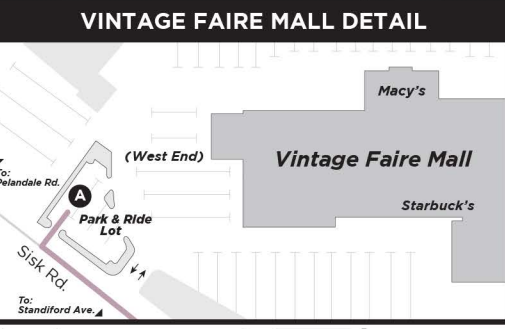 VINTAGE FAIRE MALL DETAIL
Macy's
(West End)
Vintage Faire Mall
To:
Pelandale Rd.
A
Starbuck's
Park & RIde
Lot
Sisk Rd.
To:
Standiford Ave.